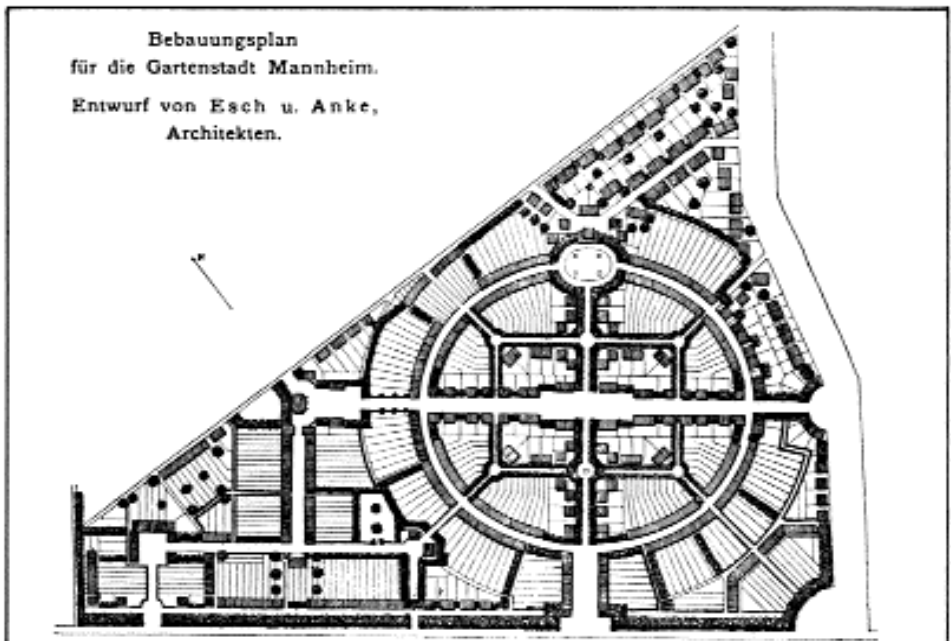 Bebauungsplan
für die Gartenstadt Mannheim.
Entwurf von Esch u. Anke,
Architekten.